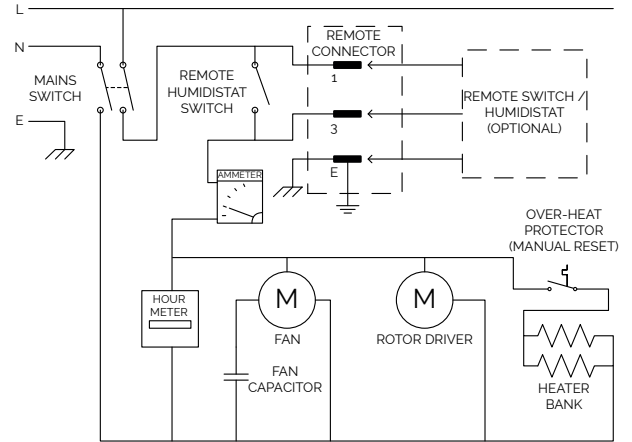 L
N
E
MAINS
SWITCH
REMOTE
HUMIDISTAT
SWITCH
REMOTE
CONNECTOR
1
3
E
REMOTE SWITCH /
HUMIDISTAT
(OPTIONAL)
AMMETER
OVER-HEAT
PROTECTOR
(MANUAL RESET)
HOUR
METER
M
FAN
M
ROTOR DRIVER
FAN
CAPACITOR
HEATER
BANK